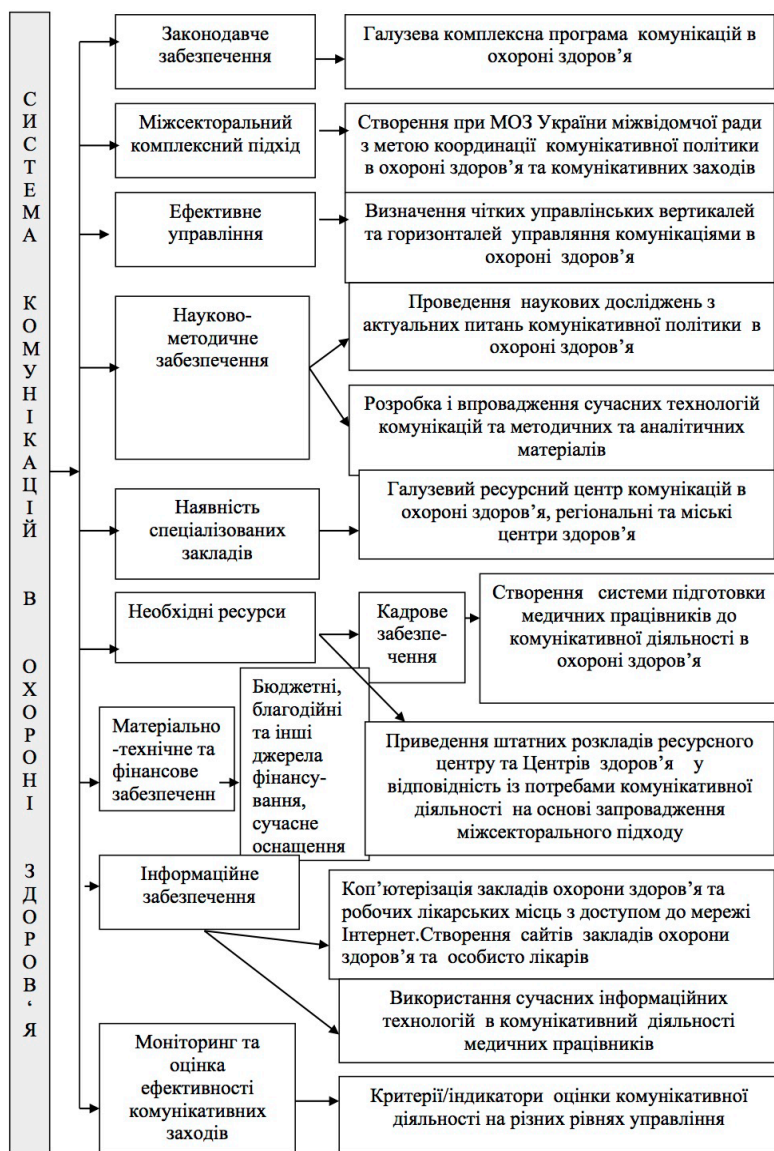 СИСТЕМА КОМУНІКАЦІЙ В ОХОРОНІ ЗДОРОВ‘Я
Законодавче
забезпечення
Галузева комплексна програма комунікацій в
охороні здоров’я
Міжсекторальний
комплексний підхід
Створення при МОЗ України міжвідомчої ради
з метою координації комунікативної політики
в охороні здоров’я та комунікативних заходів
Ефективне
управління
Визначення чітких управлінських вертикалей
та горизонталей управляння комунікаціями в
охороні здоров’я
Науково-
методичне
забезпечення
Проведення наукових досліджень з
актуальних питань комунікативної політики в
охороні здоров’я
Розробка і впровадження сучасних технологій
комунікацій та методичних та аналітичних
матеріалів
Наявність
спеціалізованих
закладів
Галузевий ресурсний центр комунікацій в
охороні здоров’я, регіональні та міські
центри здоров’я
Необхідні ресурси
Кадрове
забезпе-
чення
Створення системи підготовки
медичних працівників до
комунікативної діяльності в
охороні здоров’я
Матеріально
-технічне та
фінансове
забезпеченн
Бюджетні,
благодійні
та інші
джерела
фінансу-
вання,
сучасне
оснащення
Приведення штатних розкладів ресурсного
центру та Центрів здоров’я у
відповідність із потребами комунікативної
діяльності на основі запровадження
міжсекторального підходу
Інформаційне
забезпечення
Коп’ютерізація закладів охорони здоров’я та
робочих лікарських місць з доступом до мережі
Інтернет.Створення сайтів закладів охорони
здоров’я та особисто лікарів
Використання сучасних інформаційних
технологій в комунікативний діяльності
медичних працівників
Моніторинг та
оцінка
ефективності
комунікативних
заходів
Критерії/індикатори оцінки комунікативної
діяльності на різних рівнях управління